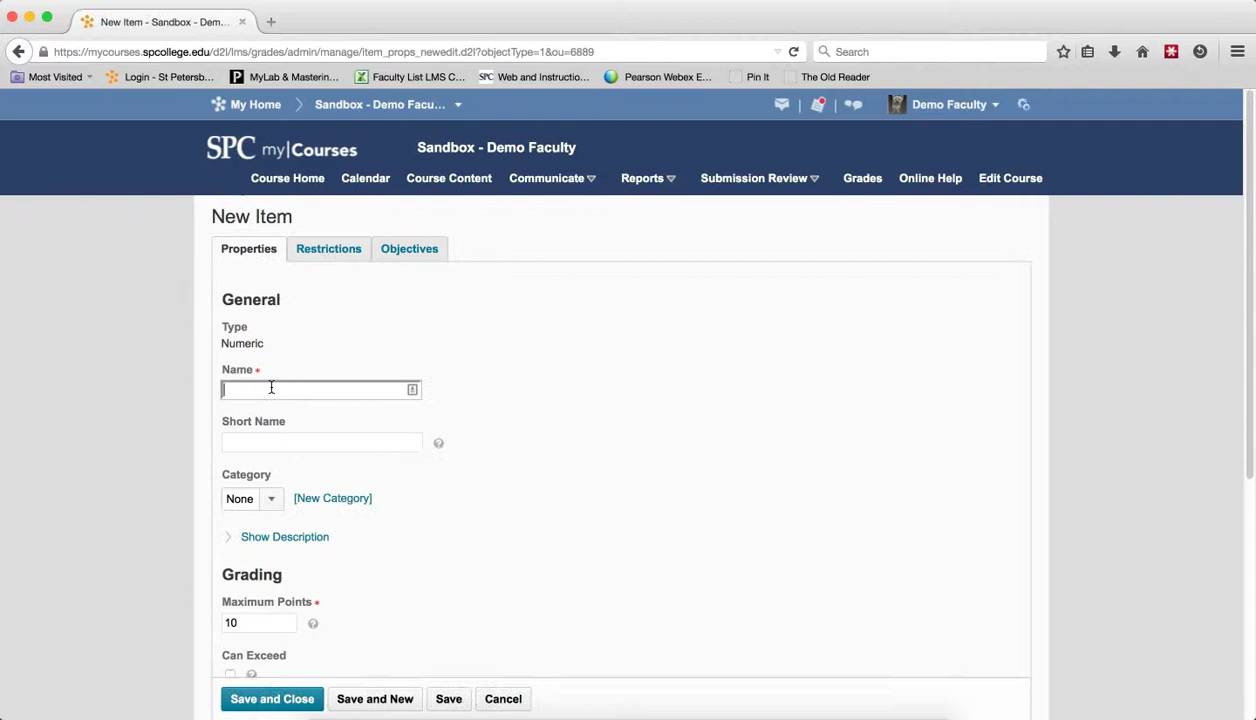 New Item - Sandbox - Dem...
https://mycourses.spcollege.edu/d2l/lms/grades/admin/manage/item_props_newedit.d2l?objectType=1&ou=6889
Search
Most Visited
Login - St Petersb...
P MyLab & Masterin...
Faculty List LMS C...
SPC Web and Instructio...
Pearson Webex E...
Pin It
The Old Reader
My Home
Sandbox - Demo Facu...
Demo Faculty
SPC my|Courses
Sandbox - Demo Faculty
Course Home
Calendar
Course Content
Communicate
Reports
Submission Review
Grades
Online Help
Edit Course
New Item
Properties
Restrictions
Objectives
General
Type
Numeric
Name *
Short Name
?
Category
None
[New Category]
Show Description
Grading
Maximum Points *
10
?
Can Exceed
?
Save and Close
Save and New
Save
Cancel